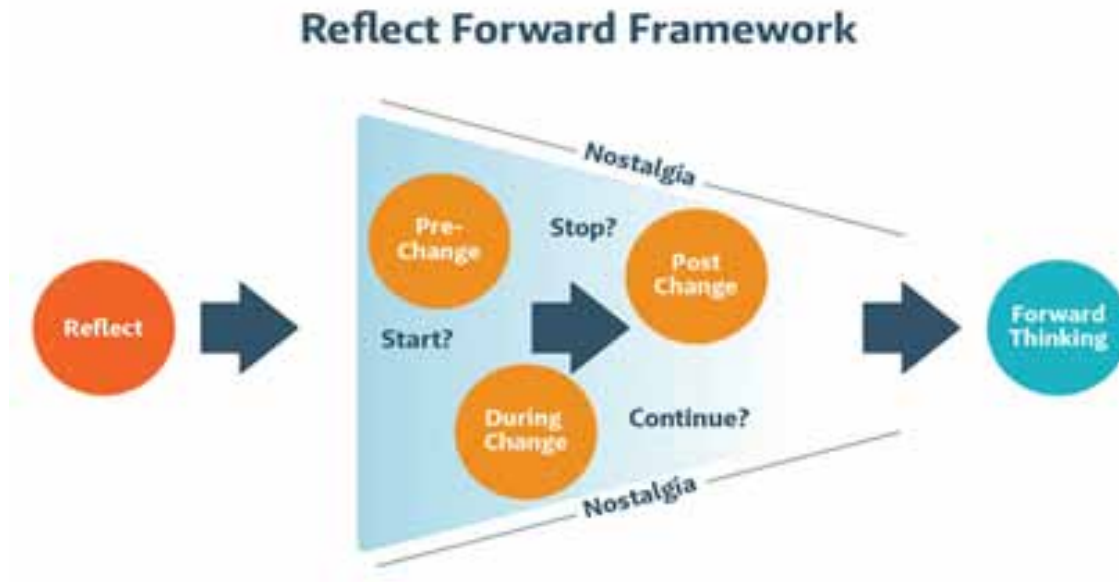 Reflect Forward Framework
Nostalgia
Pre-
Change
Stop?
Post
Change
Reflect
Start?
Forward
Thinking
During
Change
Continue?
Nostalgia